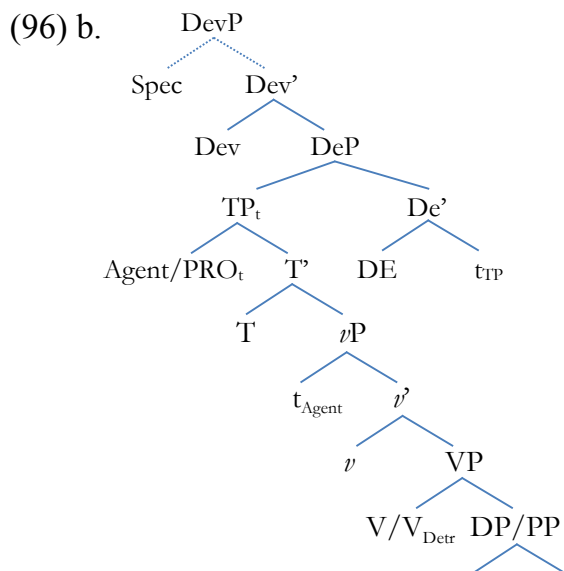 (96) b. DevP
Spec Dev’
Dev DeP
TPt De’
Agent/PROt T’ DE tTP
T vP
tAgent v’
v VP
V/VDetr DP/PP